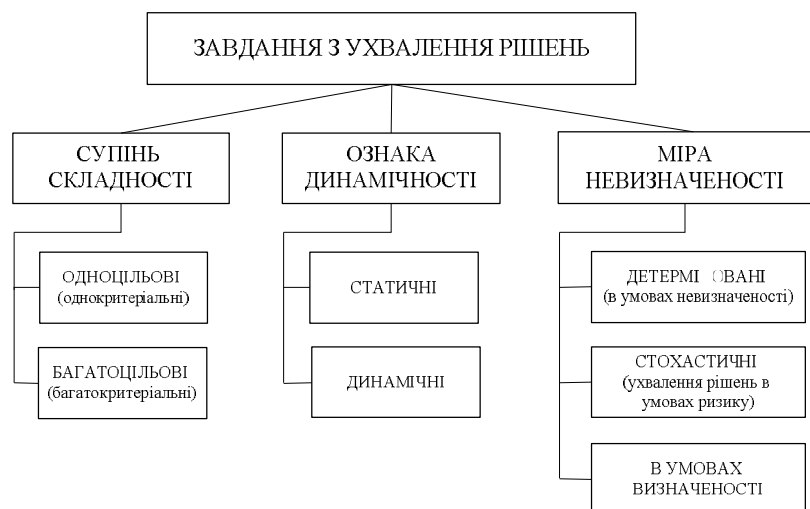 ЗАВДАННЯ З УХВАЛЕННЯ РІШЕНЬ
СУПІНЬ
СКЛАДНОСТІ
ОЗНАКА
ДИНАМІЧНОСТІ
МІРА
НЕВИЗНАЧЕНОСТІ
ОДНОЦІЛЬОВІ
(однокритеріальні)
БАГАТОЦІЛЬОВІ
(багатокритеріальні)
СТАТИЧНІ
ДИНАМІЧНІ
(в умовах невизначеності)
СТОХАСТИЧНІ
(ухвалення рішень в
умовах ризику)
В УМОВАХ
ВИЗНАЧЕНОСТІ